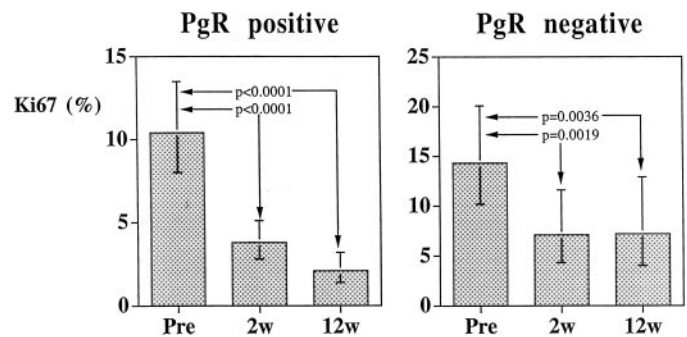 PgR positive
PgR negative
Ki67 (%)
15
10
5
0
p<0.0001
p<0.0001
Pre
2w
12w
25
20
15
10
5
0
p=0.0036
p=0.0019
Pre
2w
12w